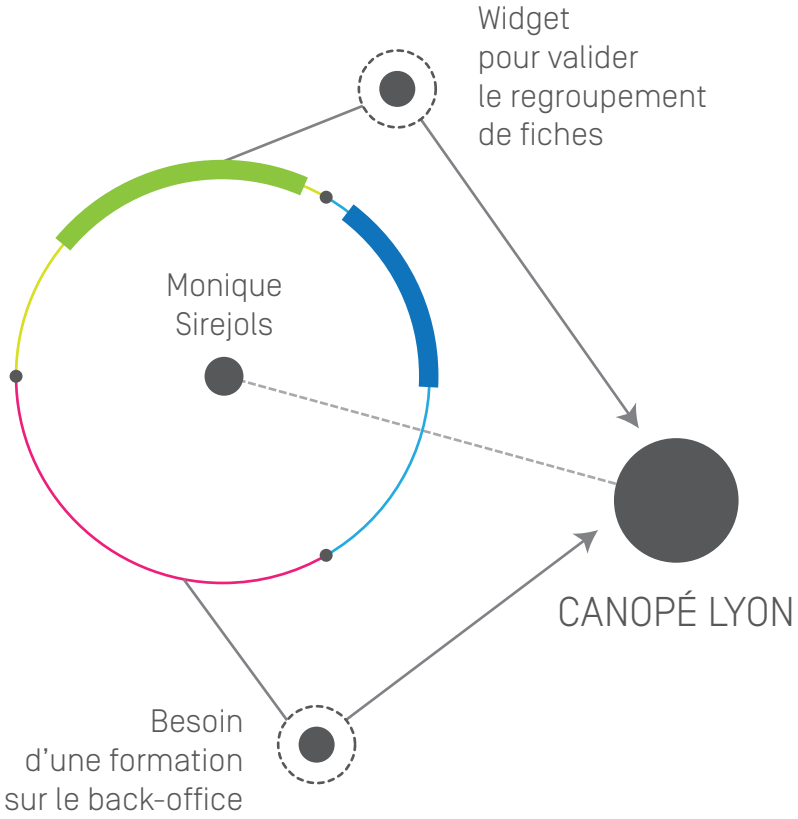 Widget
pour valider
le regroupement
de fiches
Monique
Sirejols
CANOPÉ LYON
Besoin
d'une formation
sur le back-office